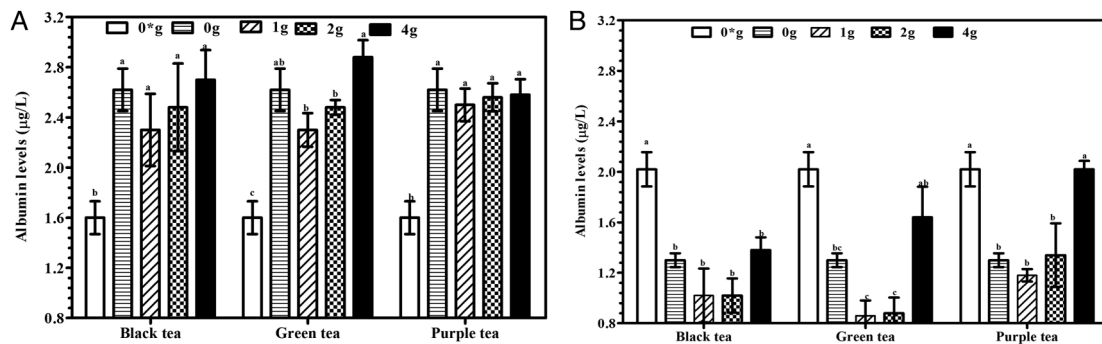 A
3.2
0*g 0g 1g 2g 4g
2.8
2.4
2.0
1.6
1.2
0.8
Albumin levels (µg/L)
b a a a a
c ab b b a
b a a a a
Black tea Green tea Purple tea
B
3.2
0*g 0g 1g 2g 4g
2.8
2.4
2.0
1.6
1.2
0.8
Albumin levels (µg/L)
a b b b b
a bc c c ab
a b b b a
Black tea Green tea Purple tea